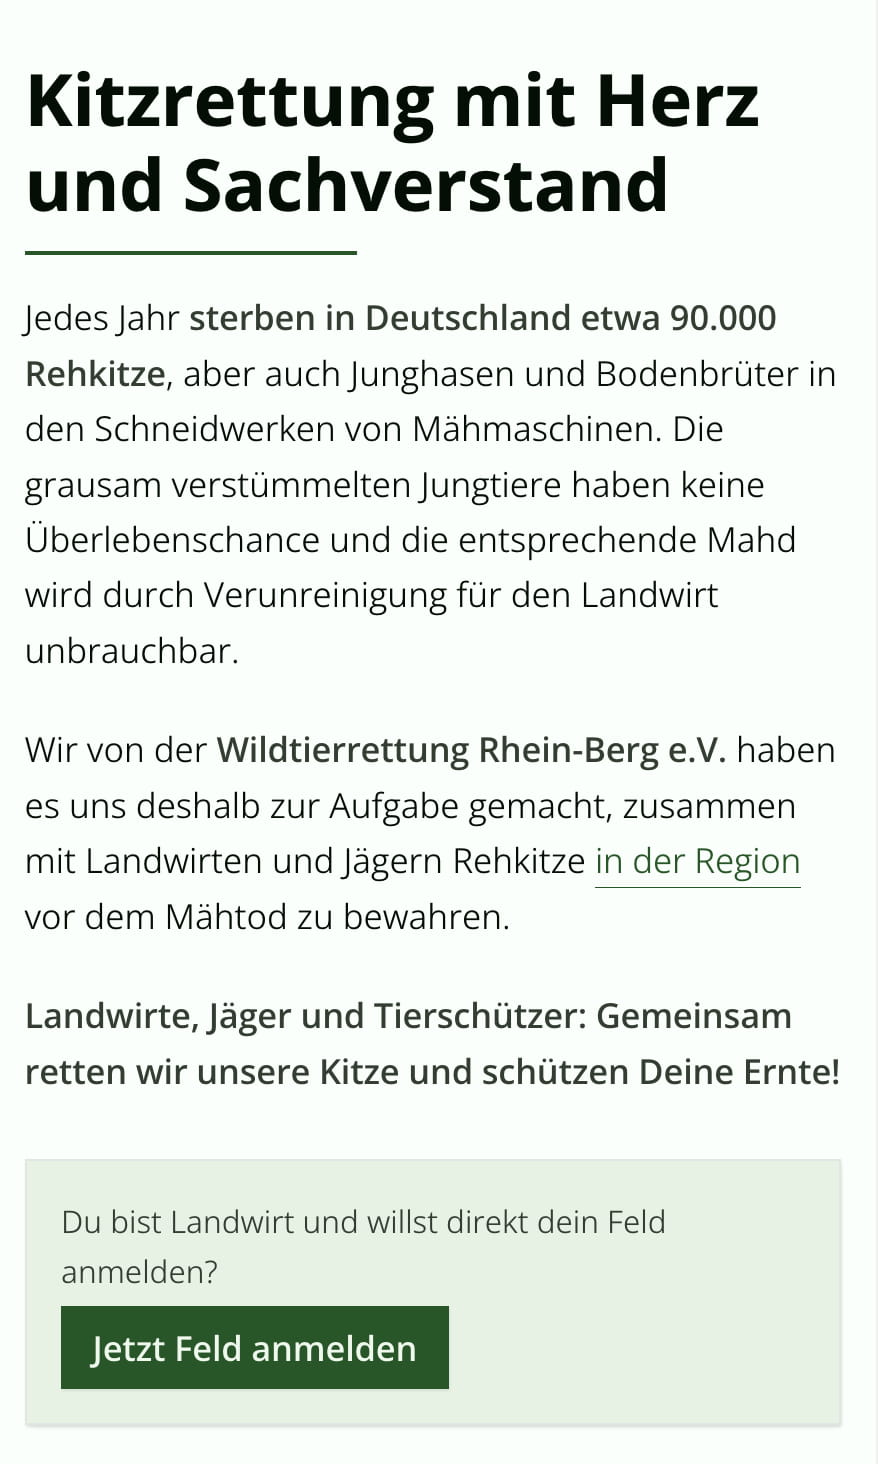 Kitzrettung mit Herz
und Sachverstand
Jedes Jahr sterben in Deutschland etwa 90.000
Rehkitze, aber auch Junghasen und Bodenbrüter in
den Schneidwerken von Mähmaschinen. Die
grausam verstümmelten Jungtiere haben keine
Überlebenschance und die entsprechende Mahd
wird durch Verunreinigung für den Landwirt
unbrauchbar.
Wir von der Wildtierrettung Rhein-Berg e.V. haben
es uns deshalb zur Aufgabe gemacht, zusammen
mit Landwirten und Jägern Rehkitze in der Region
vor dem Mähtod zu bewahren.
Landwirte, Jäger und Tierschützer: Gemeinsam
retten wir unsere Kitze und schützen Deine Ernte!
Du bist Landwirt und willst direkt dein Feld
anmelden?
Jetzt Feld anmelden